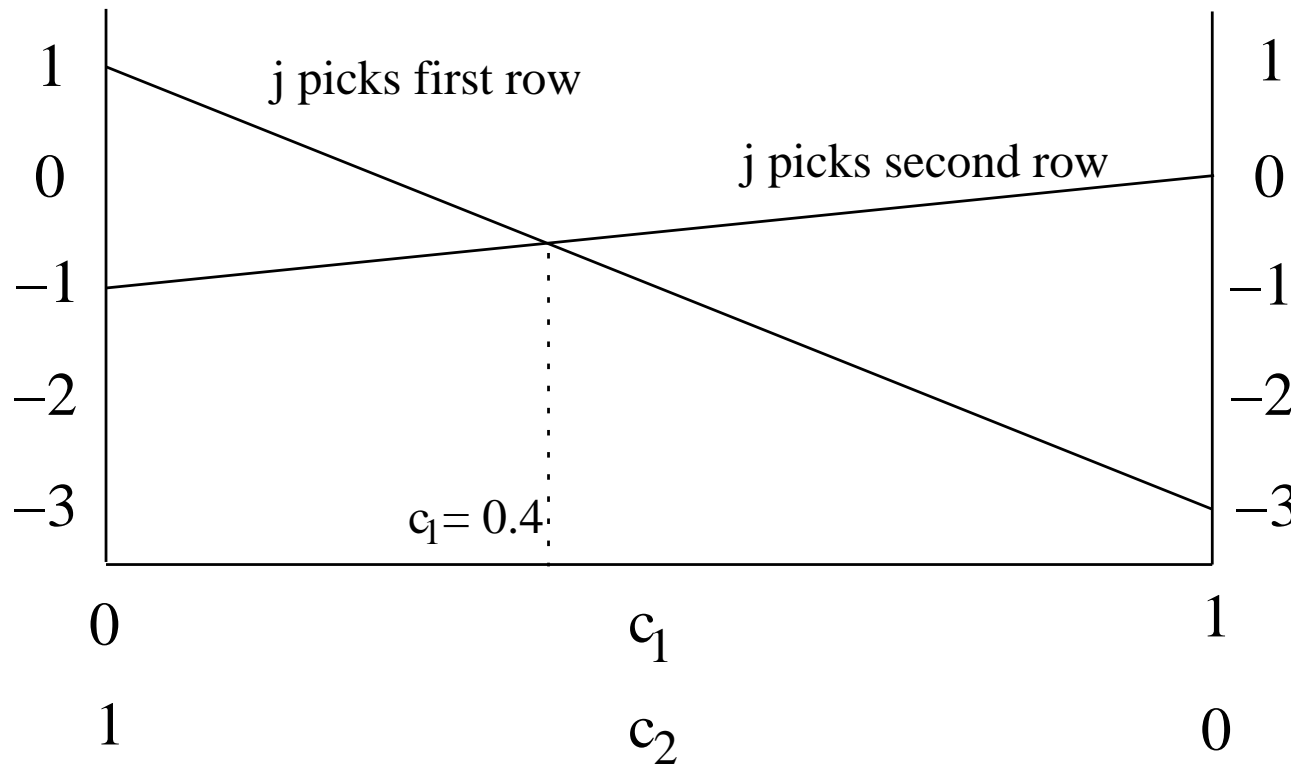 1 1
j picks first row
j picks second row
0 0
−1 −1
−2 −2
−3 −3
c₁= 0.4
0 c₁ 1
1 c₂ 0